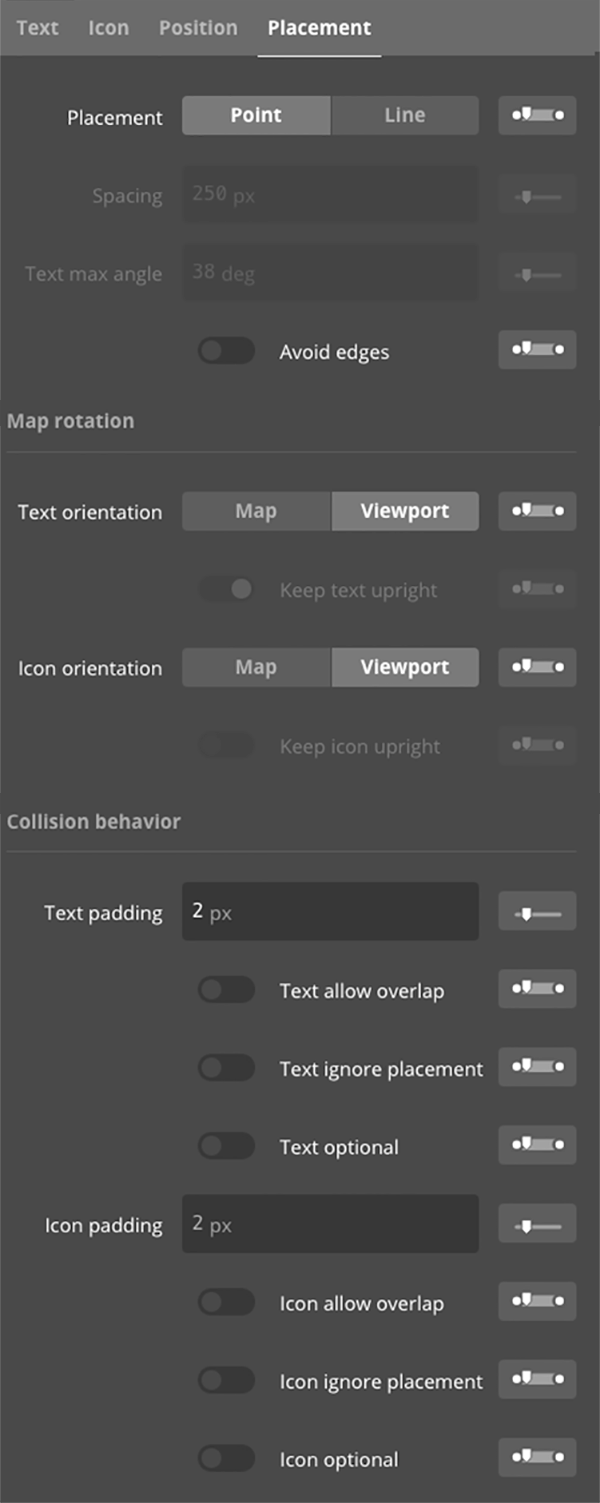 Text Icon Position Placement
Placement Point Line
Spacing 250 px
Text max angle 38 deg
Avoid edges
Map rotation
Text orientation Map Viewport
Keep text upright
Icon orientation Map Viewport
Keep icon upright
Collision behavior
Text padding 2 px
Text allow overlap
Text ignore placement
Text optional
Icon padding 2 px
Icon allow overlap
Icon ignore placement
Icon optional